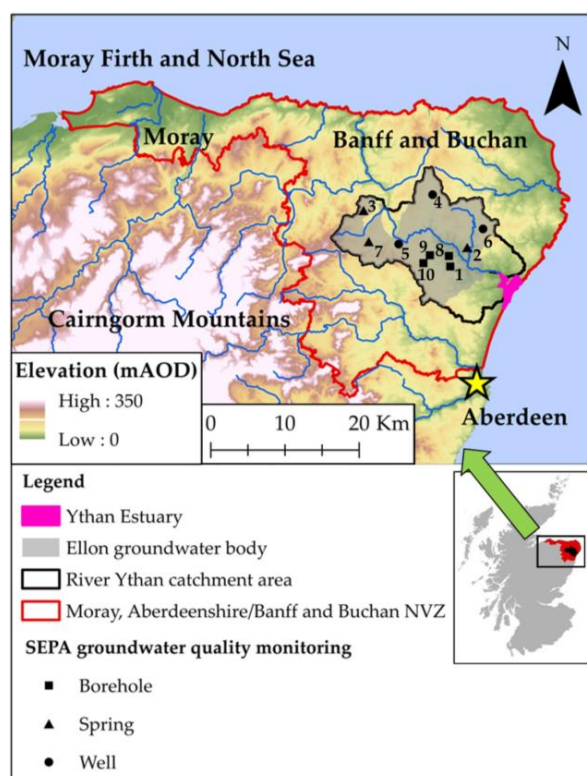 Moray Firth and North Sea
N
Moray
Banff and Buchan
3
4
6
7
5
9
8
2
10
1
Cairngorm Mountains
Elevation (mAOD)
High : 350
Low : 0
0
10
20 Km
Aberdeen
Legend
Ythan Estuary
Ellon groundwater body
River Ythan catchment area
Moray, Aberdeenshire/Banff and Buchan NVZ
SEPA groundwater quality monitoring
Borehole
Spring
Well